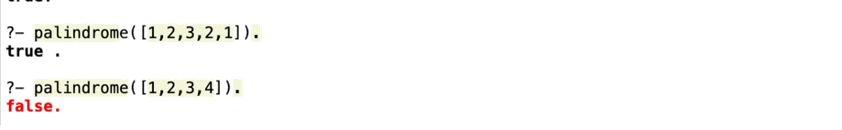 ?- palindrome([1,2,3,2,1]).
true .
?- palindrome([1,2,3,4]).
false.